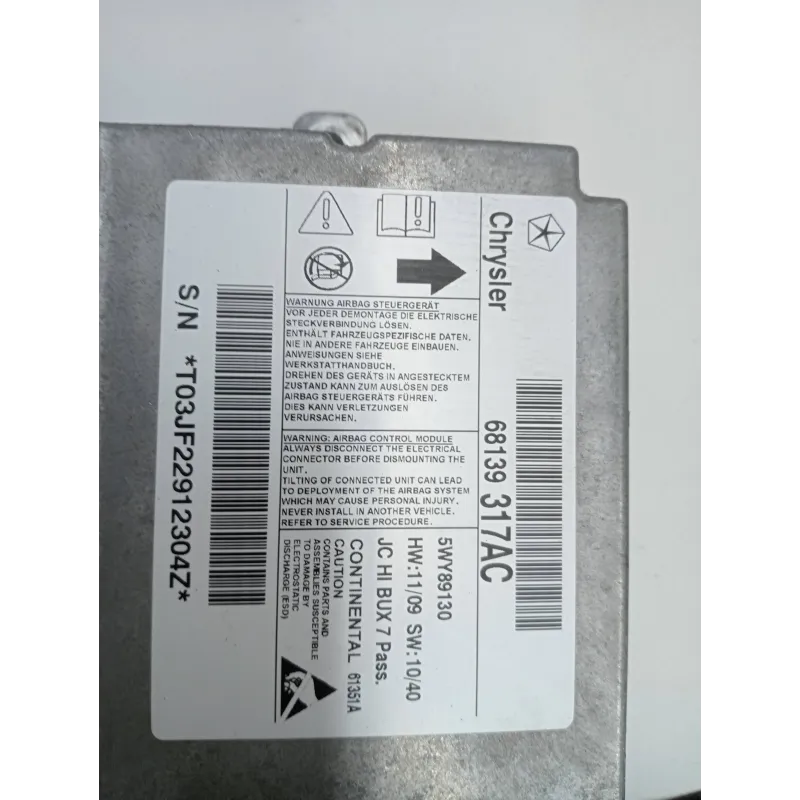 Chrysler
68139 317AC
WARNUNG AIRBAG STEUERGERÄT
VOR JEDER DEMONTAGE DIE ELEKTRISCHE
STECKVERBINDUNG LÖSEN.
ENTHÄLT FAHRZEUGSPEZIFISCHE DATEN.
NIE IN ANDERE FAHRZEUGE EINBAUEN.
ANWEISUNGEN SIEHE
WERKSTATTHANDBUCH.
DREHEN DES GERÄTS IN ANGESTECKTEM
ZUSTAND KANN ZUM AUSLÖSEN DES
AIRBAG STEUERGERÄTS FÜHREN.
DIES KANN VERLETZUNGEN
VERURSACHEN.
WARNING: AIRBAG CONTROL MODULE
ALWAYS DISCONNECT THE ELECTRICAL
CONNECTOR BEFORE DISMOUNTING THE
UNIT.
TILTING OF CONNECTED UNIT CAN LEAD
TO DEPLOYMENT OF THE AIRBAG SYSTEM
WHICH MAY CAUSE PERSONAL INJURY.
NEVER INSTALL IN ANOTHER VEHICLE.
REFER TO SERVICE PROCEDURE.
5WY89130
HW:11/09 SW:10/40
JC HI BUX 7 Pass.
CONTINENTAL 61351A
CAUTION
CONTAINS PARTS AND
ASSEMBLIES SUSCEPTIBLE
TO DAMAGE BY
ELECTROSTATIC
DISCHARGE (ESD)
S/N *T03JF22912304Z*